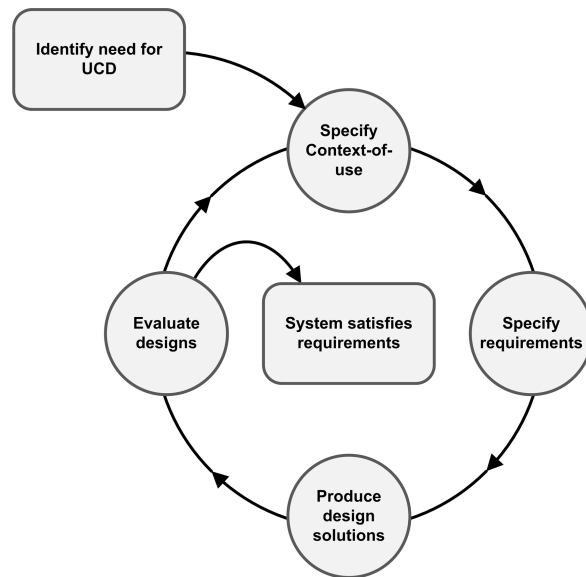 Identify need for
UCD
Specify
Context-of-
use
Evaluate
designs
System satisfies
requirements
Specify
requirements
Produce
design
solutions